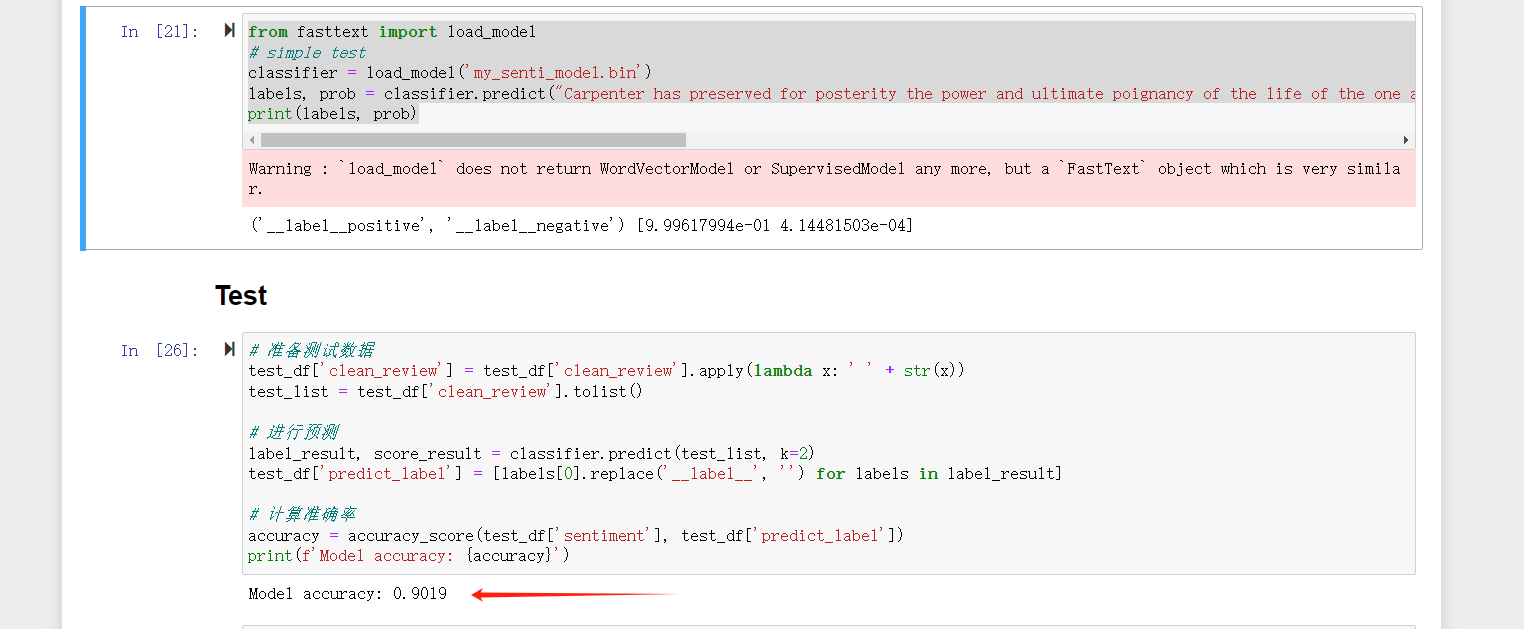 In [21]:
from fasttext import load_model
# simple test
classifier = load_model('my_senti_model.bin')
labels, prob = classifier.predict("Carpenter has preserved for posterity the power and ultimate poignancy of the life of the one a
print(labels, prob)
Warning : `load_model` does not return WordVectorModel or SupervisedModel any more, but a `FastText` object which is very simila
r.
('__label__positive', '__label__negative') [9.99617994e-01 4.14481503e-04]
Test
In [26]:
# 准备测试数据
test_df['clean_review'] = test_df['clean_review'].apply(lambda x: ' ' + str(x))
test_list = test_df['clean_review'].tolist()
# 进行预测
label_result, score_result = classifier.predict(test_list, k=2)
test_df['predict_label'] = [labels[0].replace('__label__', '') for labels in label_result]
# 计算准确率
accuracy = accuracy_score(test_df['sentiment'], test_df['predict_label'])
print(f'Model accuracy: {accuracy}')
Model accuracy: 0.9019